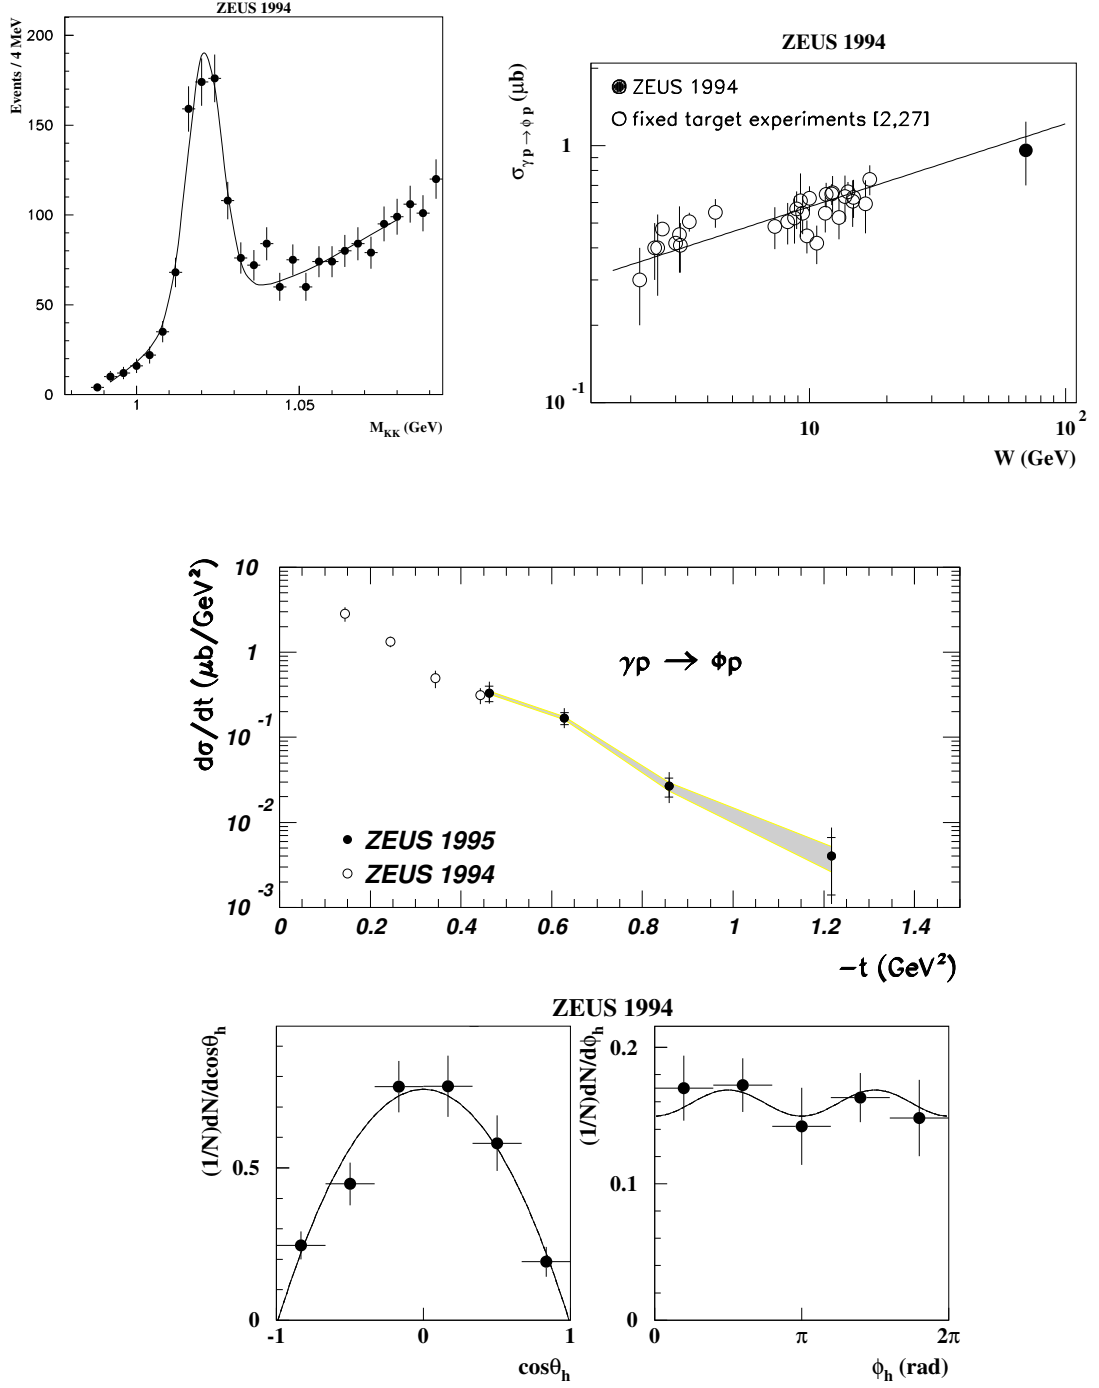 ZEUS 1994
Events / 4 MeV
200
150
100
50
0
1
1.05
M_KK (GeV)
ZEUS 1994
σ_γp→φp (μb)
ZEUS 1994
fixed target experiments [2,27]
1
10^-1
10
10^2
W (GeV)
dσ/dt (μb/GeV²)
10
1
10^-1
10^-2
10^-3
γp → φp
ZEUS 1995
ZEUS 1994
0 0.2 0.4 0.6 0.8 1 1.2 1.4
−t (GeV²)
ZEUS 1994
(1/N)dN/dcosθ_h
0.5
0
-1 0 1
cosθ_h
(1/N)dN/dϕ_h
0.2
0.1
0
0 π 2π
ϕ_h (rad)